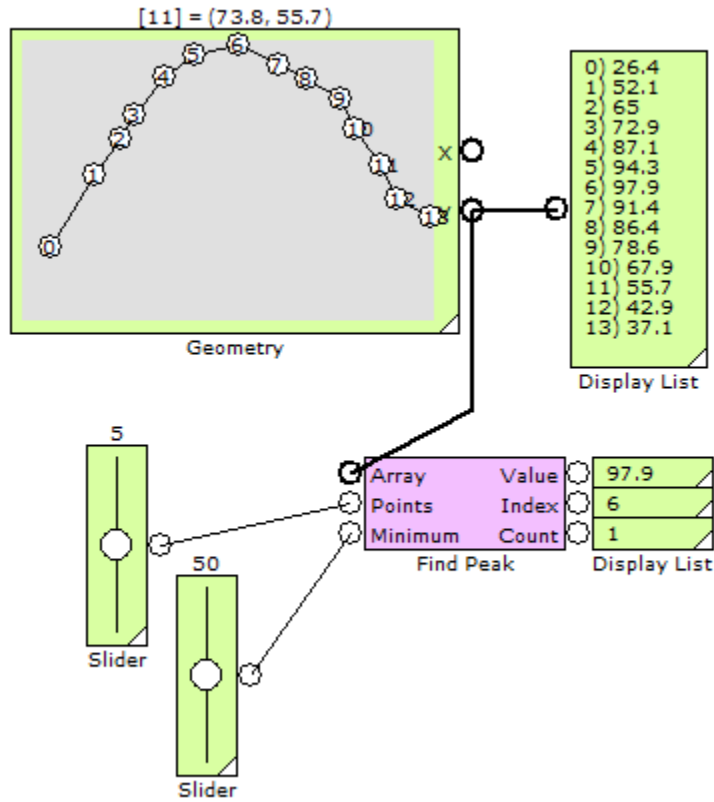 [11] = (73.8, 55.7)
0
1
2
3
4
5
6
7
8
9
10
11
12
13
X
Y
Geometry
0) 26.4
1) 52.1
2) 65
3) 72.9
4) 87.1
5) 94.3
6) 97.9
7) 91.4
8) 86.4
9) 78.6
10) 67.9
11) 55.7
12) 42.9
13) 37.1
Display List
5
Slider
50
Slider
Array Value
Points Index
Minimum Count
Find Peak
97.9
6
1
Display List